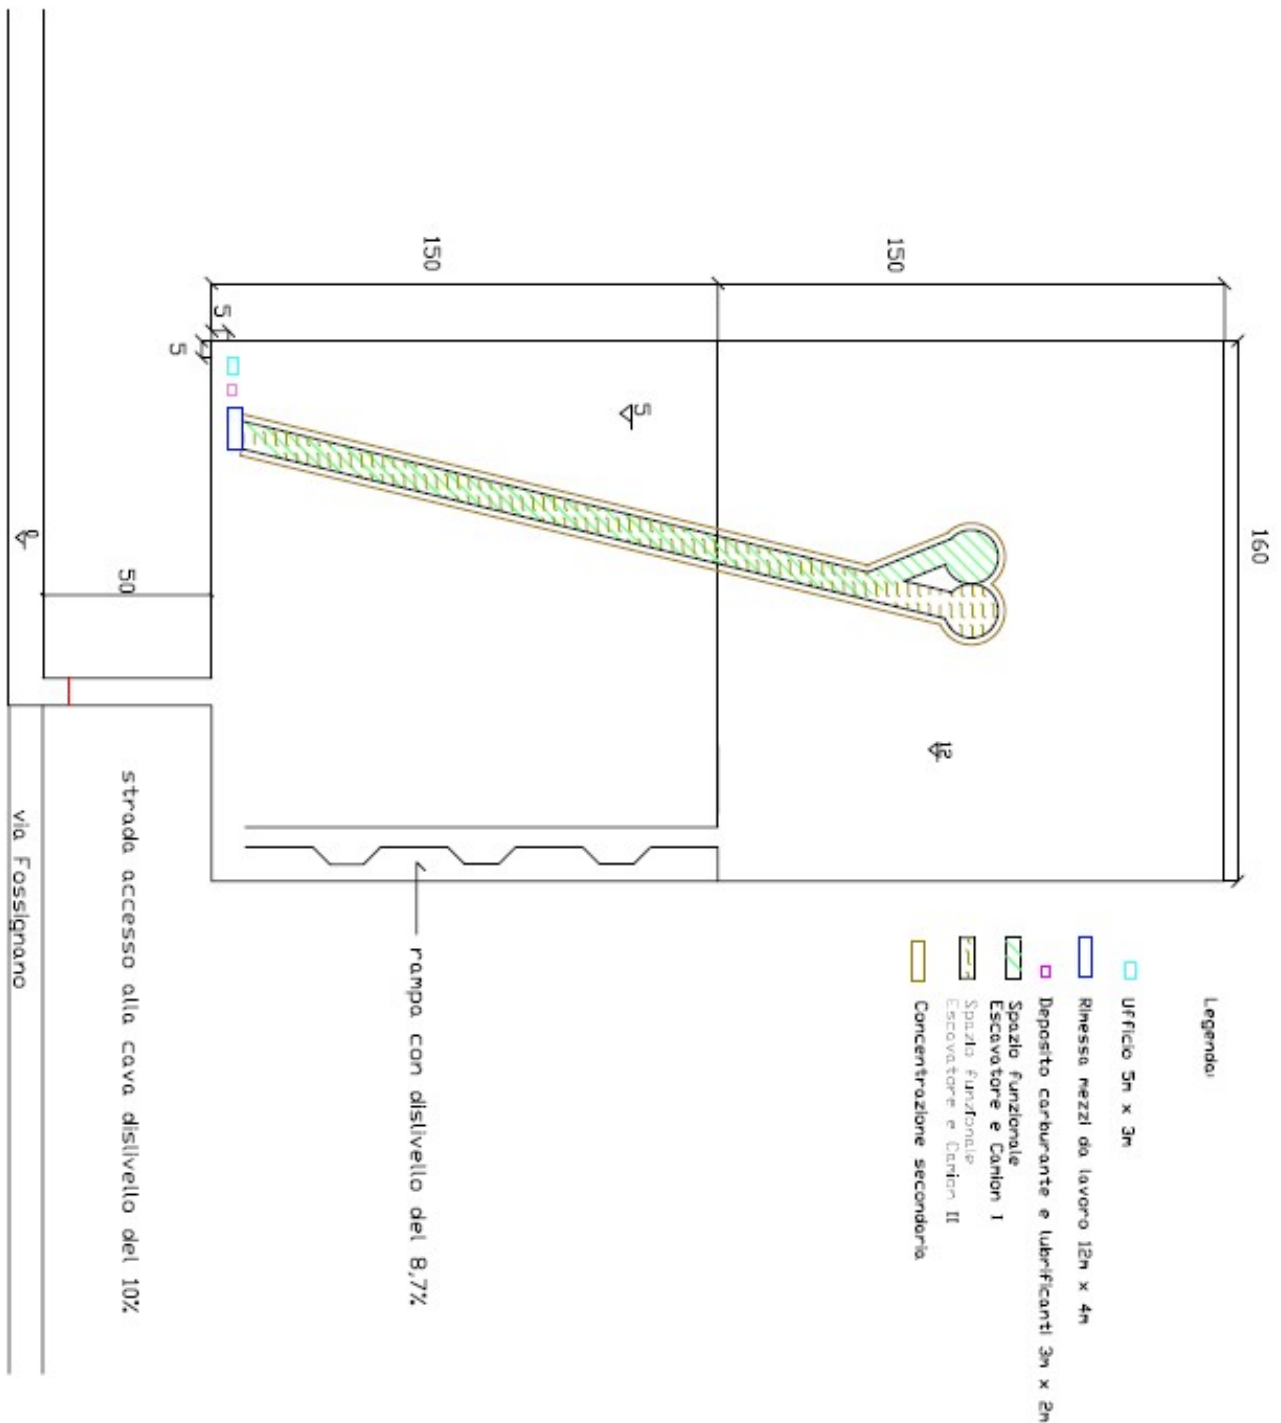 150
150
5
5
5
160
12
0
50
via Fossignano
strada accesso alla cava dislivello del 10%
rampa con dislivello del 8,7%
Legenda:
Ufficio 5m x 3m
Rimessa mezzi da lavoro 12m x 4m
Deposito carburante e lubrificanti 3m x 2m
Spazio funzionale
Escavatore e Camion I
Spazio funzionale
Escavatore e Camion II
Concentrazione secondaria